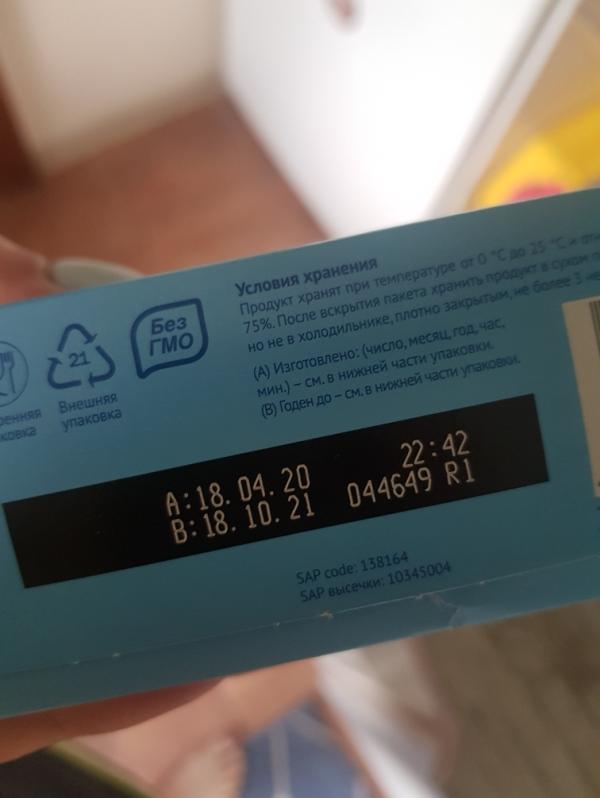 Условия хранения
Продукт хранят при температуре от 0 °C до 25 °C и
75%. После вскрытия пакета хранить продукт в сухом
но не в холодильнике, плотно закрытым, не более 3
(A) Изготовлено: (число, месяц, год, час,
мин.) – см. в нижней части упаковки.
(B) Годен до – см. в нижней части упаковки.
Без
ГМО
21
Внешняя
упаковка
A:18. 04. 20 22:42
B:18. 10. 21 044649 R1
SAP code: 138164
SAP высечки: 10345004